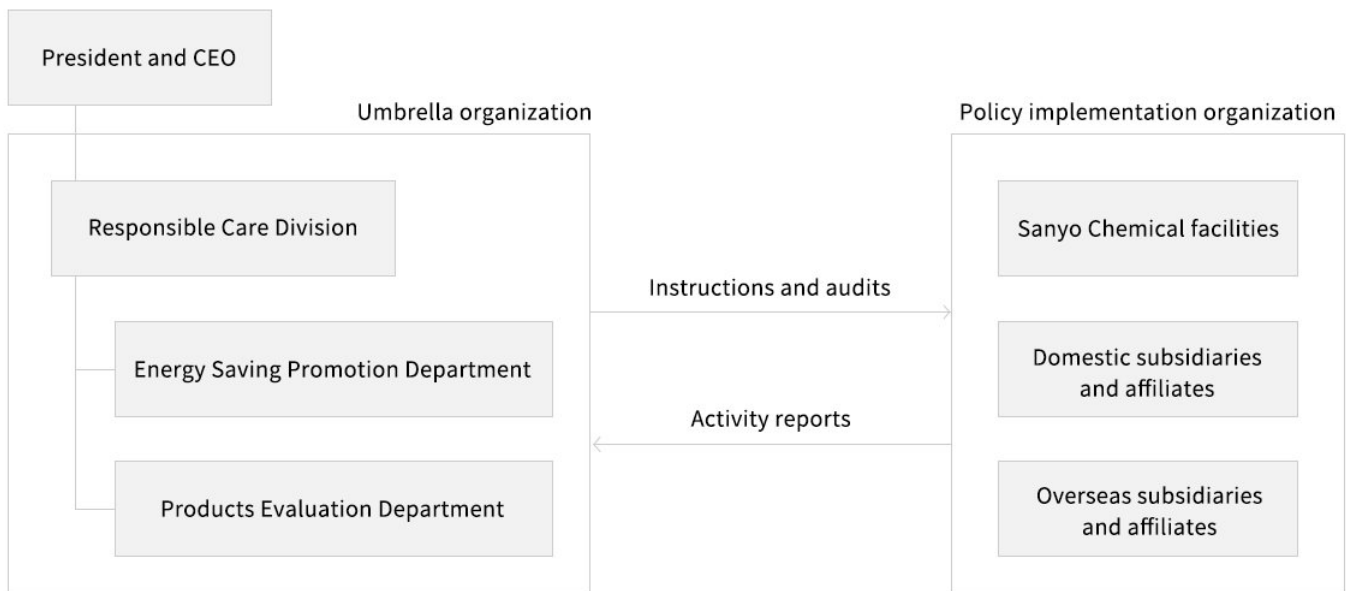 President and CEO
Umbrella organization
Policy implementation organization
Responsible Care Division
Sanyo Chemical facilities
Instructions and audits
Energy Saving Promotion Department
Domestic subsidiaries
and affiliates
Activity reports
Products Evaluation Department
Overseas subsidiaries
and affiliates